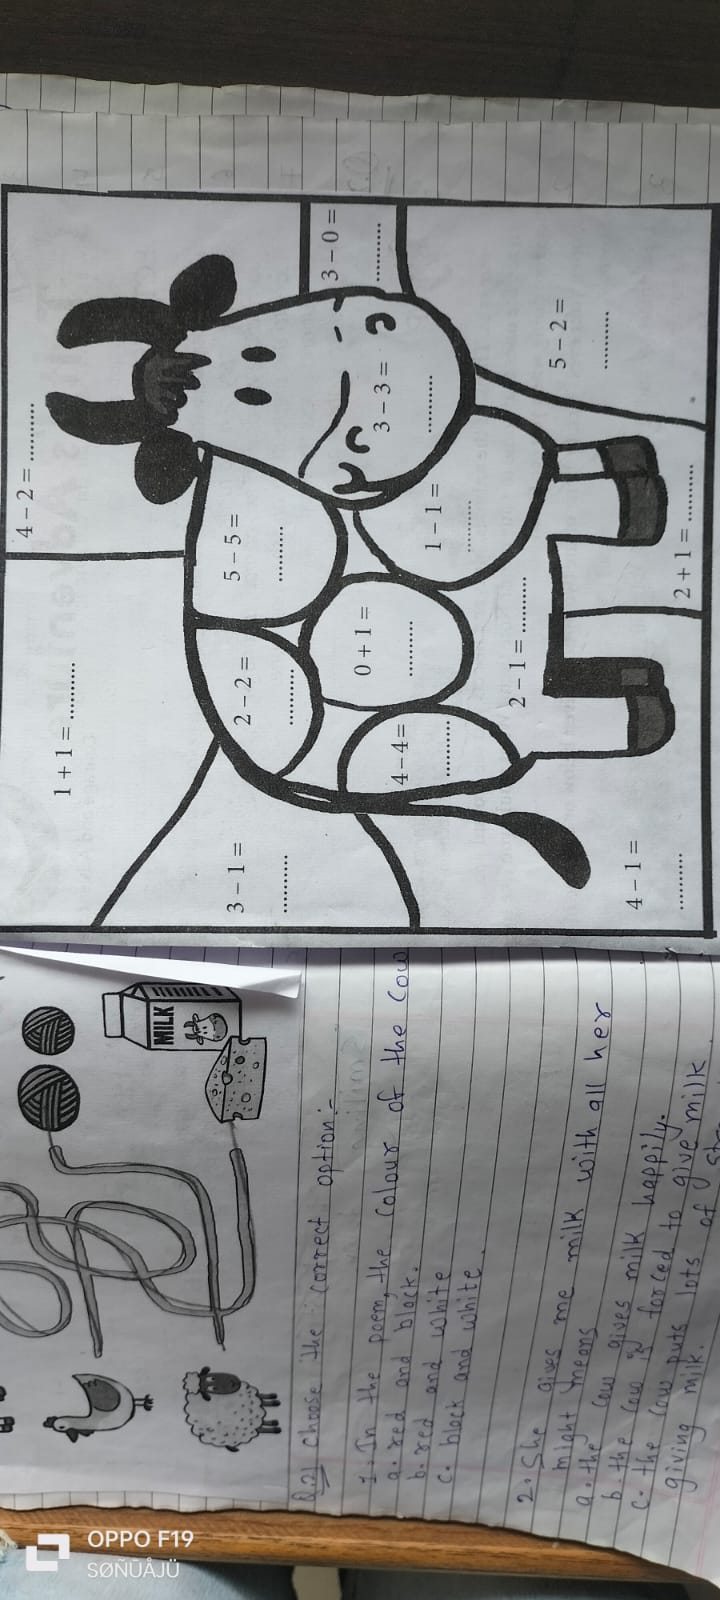 4 – 2 = ..........
1 + 1 = ..........
3 – 1 =
..........
3 – 0 =
..........
5 – 5 =
..........
2 – 2 =
..........
3 – 3 =
..........
1 – 1 =
..........
0 + 1 =
..........
4–4=
..........
2 – 1 = ..........
5 – 2 =
..........
2 + 1 = ..........
4 – 1 =
..........
MILK
Q.2) Choose the correct option:-
1. In the poem, the colour of the Cow
a. red and black.
b. red and white
c. black and white.
2. She gives me milk with all her
might means
a. the cow gives milk happily.
b. the cow is forced to give milk
c. the cow puts lots of
giving milk.
OPPO F19
SØÑŪÅJÜ